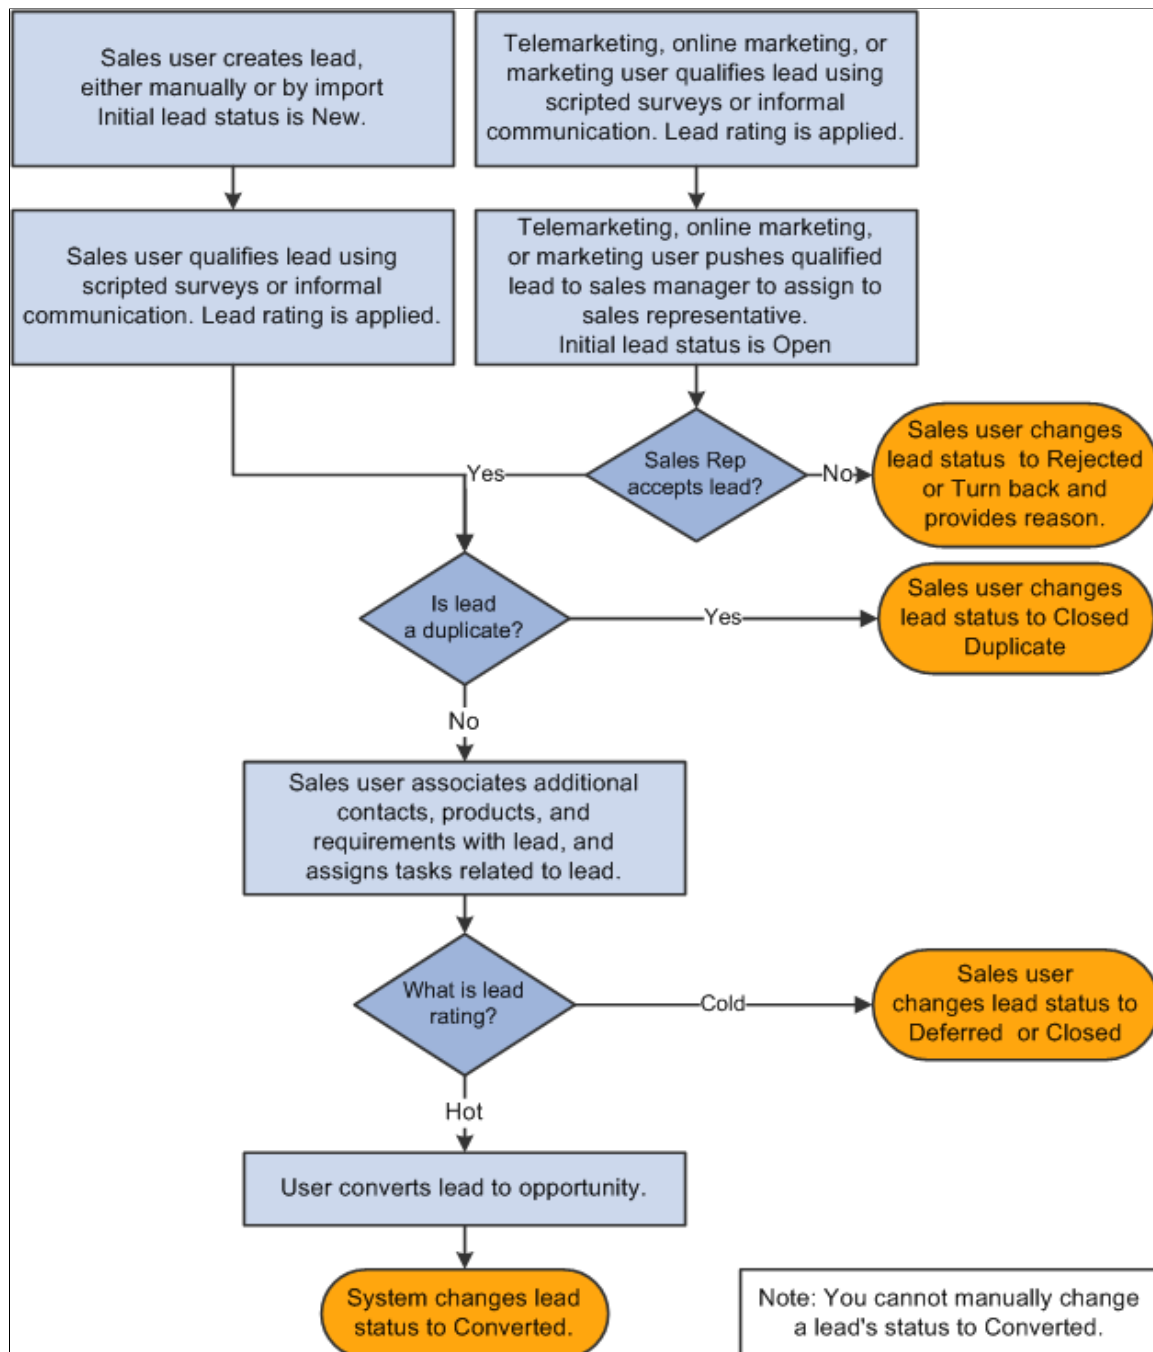 Sales user creates lead,
either manually or by import
Initial lead status is New.
Telemarketing, online marketing, or
marketing user qualifies lead using
scripted surveys or informal
communication. Lead rating is applied.
Sales user qualifies lead using
scripted surveys or informal
communication. Lead rating is applied.
Telemarketing, online marketing,
or marketing user pushes qualified
lead to sales manager to assign to
sales representative.
Initial lead status is Open
Sales Rep
accepts lead?
Yes
No
Sales user changes
lead status to Rejected
or Turn back and
provides reason.
Is lead
a duplicate?
Yes
Sales user changes
lead status to Closed
Duplicate
No
Sales user associates additional
contacts, products, and
requirements with lead, and
assigns tasks related to lead.
What is lead
rating?
Cold
Sales user
changes lead status to
Deferred or Closed
Hot
User converts lead to opportunity.
System changes lead
status to Converted.
Note: You cannot manually change
a lead's status to Converted.